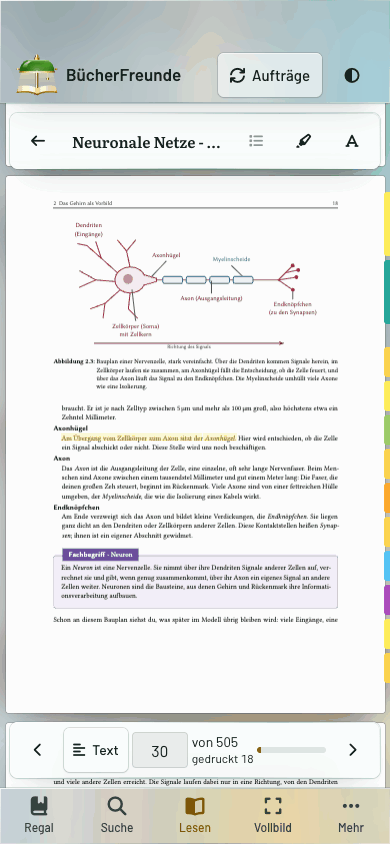 BücherFreunde
Aufträge
Neuronale Netze - ...
A
2 Das Gehirn als Vorbild
18
Dendriten
(Eingänge)
Axonhügel
Myelinscheide
Axon (Ausgangsleitung)
Endknöpfchen
(zu den Synapsen)
Zellkörper (Soma)
mit Zellkern
Richtung des Signals
Abbildung 2.3: Bauplan einer Nervenzelle, stark vereinfacht. Über die Dendriten kommen Signale herein, im
Zellkörper laufen sie zusammen, am Axonhügel fällt die Entscheidung, ob die Zelle feuert, und
über das Axon läuft das Signal zu den Endknöpfchen. Die Myelinscheide umhüllt viele Axone
wie eine Isolierung.
braucht. Er ist je nach Zelltyp zwischen 5 µm und mehr als 100 µm groß, also höchstens etwa ein
Zehntel Millimeter.
Axonhügel
Am Übergang vom Zellkörper zum Axon sitzt der Axonhügel. Hier wird entschieden, ob die Zelle
ein Signal abschickt oder nicht. Diese Stelle wird uns noch beschäftigen.
Axon
Das Axon ist die Ausgangsleitung der Zelle, eine einzelne, oft sehr lange Nervenfaser. Beim Men-
schen sind Axone zwischen einem tausendstel Millimeter und gut einem Meter lang: Die Faser, die
deinen großen Zeh steuert, beginnt im Rückenmark. Viele Axone sind von einer fettreichen Hülle
umgeben, der Myelinscheide, die wie die Isolierung eines Kabels wirkt.
Endknöpfchen
Am Ende verzweigt sich das Axon und bildet kleine Verdickungen, die Endknöpfchen. Sie liegen
ganz dicht an den Dendriten oder Zellkörpern anderer Zellen. Diese Kontaktstellen heißen Synap-
sen; ihnen ist ein eigener Abschnitt gewidmet.
Fachbegriff - Neuron
Ein Neuron ist eine Nervenzelle. Sie nimmt über ihre Dendriten Signale anderer Zellen auf, ver-
rechnet sie und gibt, wenn genug zusammenkommt, über ihr Axon ein eigenes Signal an andere
Zellen weiter. Neuronen sind die Bausteine, aus denen Gehirn und Rückenmark ihre Informati-
onsverarbeitung aufbauen.
Schon an diesem Bauplan siehst du, was später im Modell übrig bleiben wird: viele Eingänge, eine
Text
30
von 505
gedruckt 18
und viele andere Zellen erreicht. Die Signale laufen dabei nur in eine Richtung, von den Dendriten
Regal
Suche
Lesen
Vollbild
Mehr